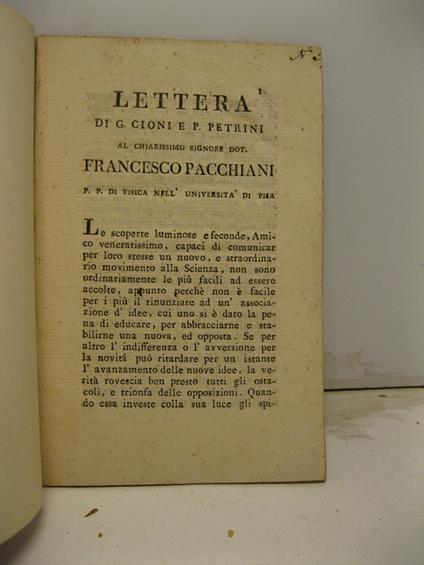 1
LETTERA
DI G. CIONI E P. PETRINI
AL CHIARISSIMO SIGNORE DOT.
FRANCESCO PACCHIANI
P. P. DI FISICA NELL' UNIVERSITA' DI PISA
Le scoperte luminose e feconde, Ami-
co veneratissimo, capaci di comunicar
per loro stesse un nuovo, e straordina-
rio movimento alla Scienza, non sono
ordinariamente le più facili ad essere
accolte, appunto perchè non è facile
per i più il rinunziare ad un' associa-
zione d' idee, cui uno si è dato la pe-
na di educare, per abbracciarne e sta-
bilirne una nuova, ed opposta. Se per
altro l' indifferenza o l' avversione per
la novità può ritardare per un istante
l' avanzamento delle nuove idee, la ve-
rità rovescia ben presto tutti gli osta-
coli, e trionfa delle opposizioni. Quan-
do essa investe colla sua luce gli spi-